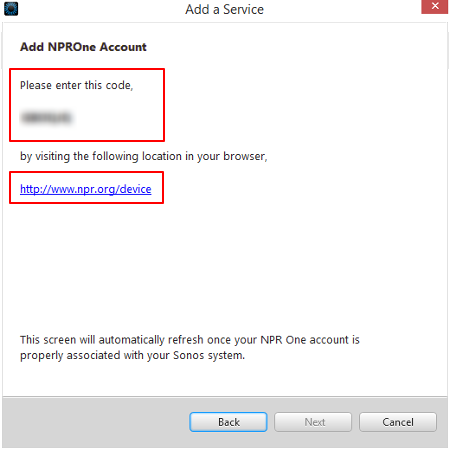 Add a Service
Add NPROne Account
Please enter this code,
by visiting the following location in your browser,
http://www.npr.org/device
This screen will automatically refresh once your NPR One account is
properly associated with your Sonos system.
Back
Next
Cancel